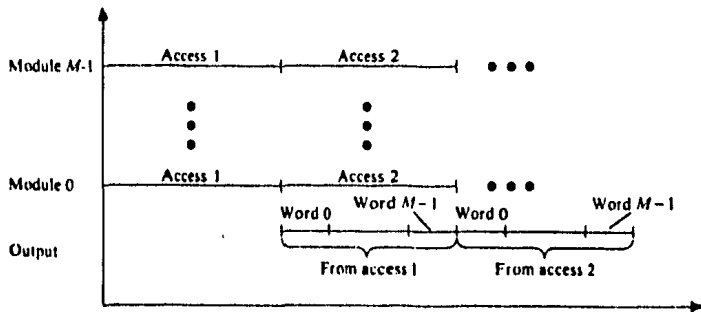 Module M-1
Access 1
Access 2
Module 0
Access 1
Access 2
Output
Word 0
Word M-1
Word 0
Word M-1
From access 1
From access 2